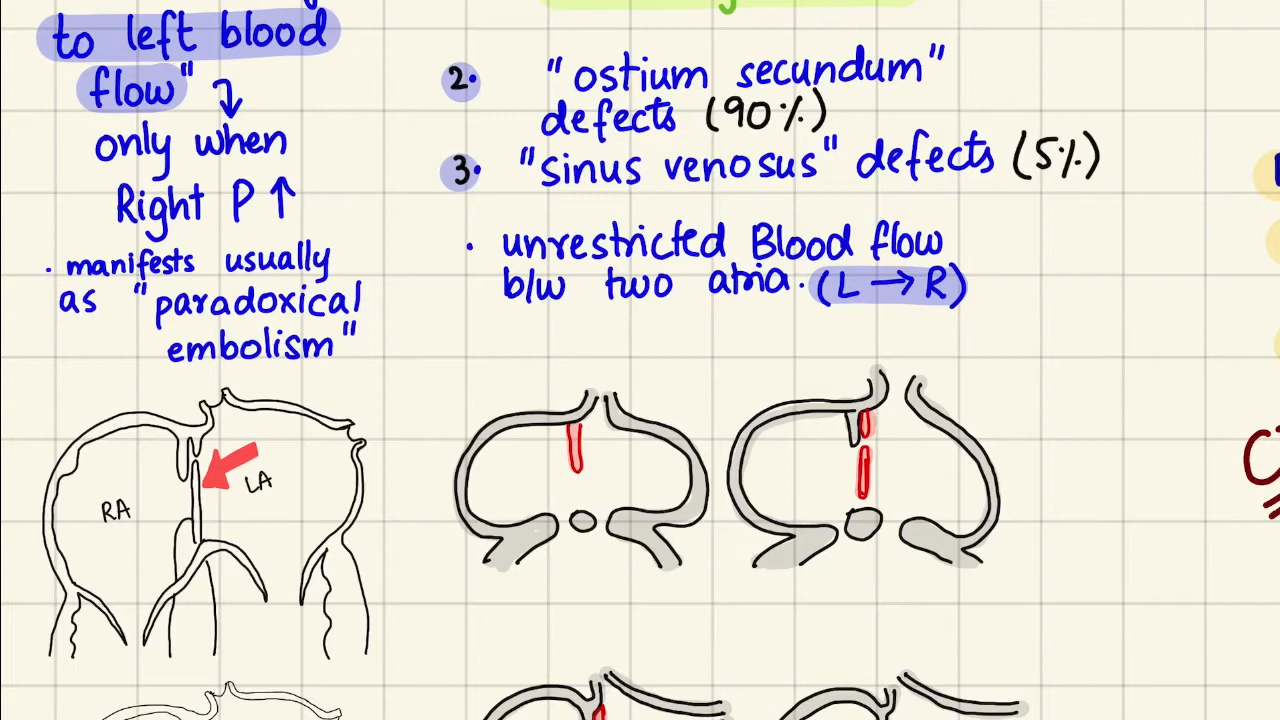 to left blood
flow" ↴
only when
Right P ↑
· manifests usually
as "paradoxical
embolism"
RA
LA
2· "ostium secundum"
defects (90%)
3· "sinus venosus" defects (5%)
· unrestricted Blood flow
b/w two atria. (L → R)